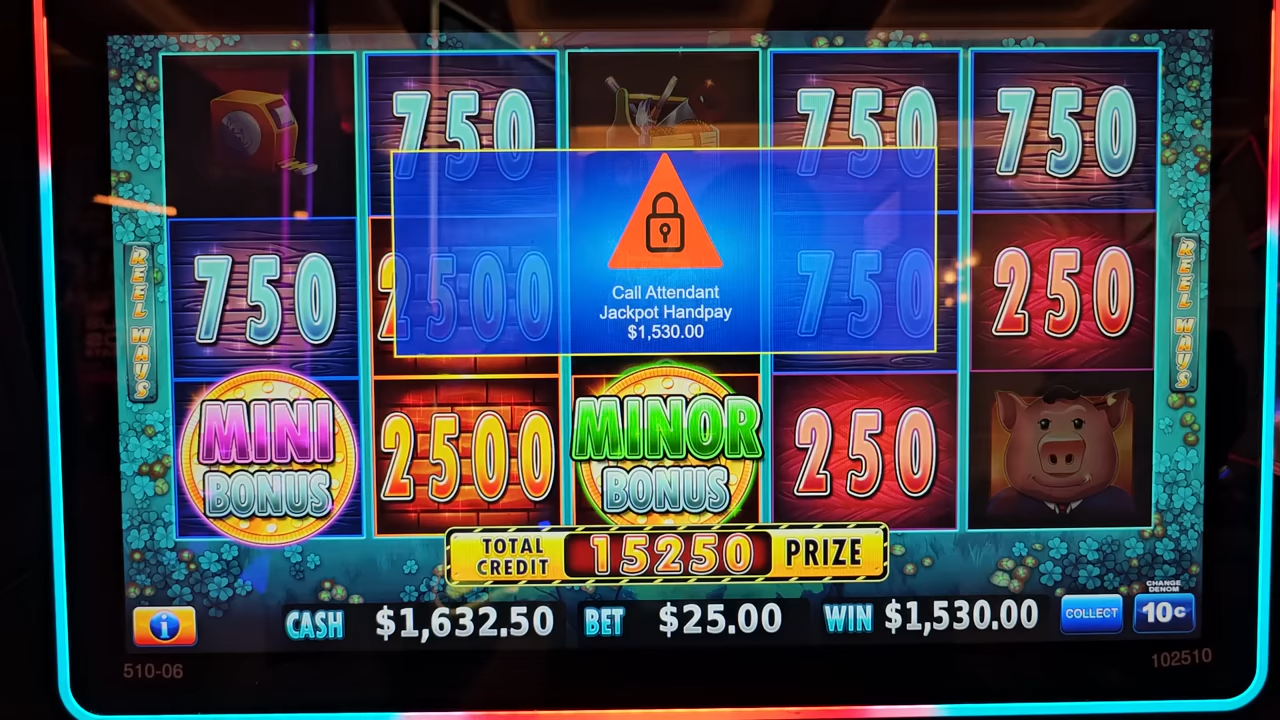 750
750
750
REEL WAYS
750
2500
750
250
REEL WAYS
Call Attendant
Jackpot Handpay
$1,530.00
MINI
BONUS
2500
MINOR
BONUS
250
TOTAL
CREDIT
15250
PRIZE
CASH $1,632.50 BET $25.00 WIN $1,530.00
COLLECT
CHANGE
DENOM
10¢
i
510-06
102510